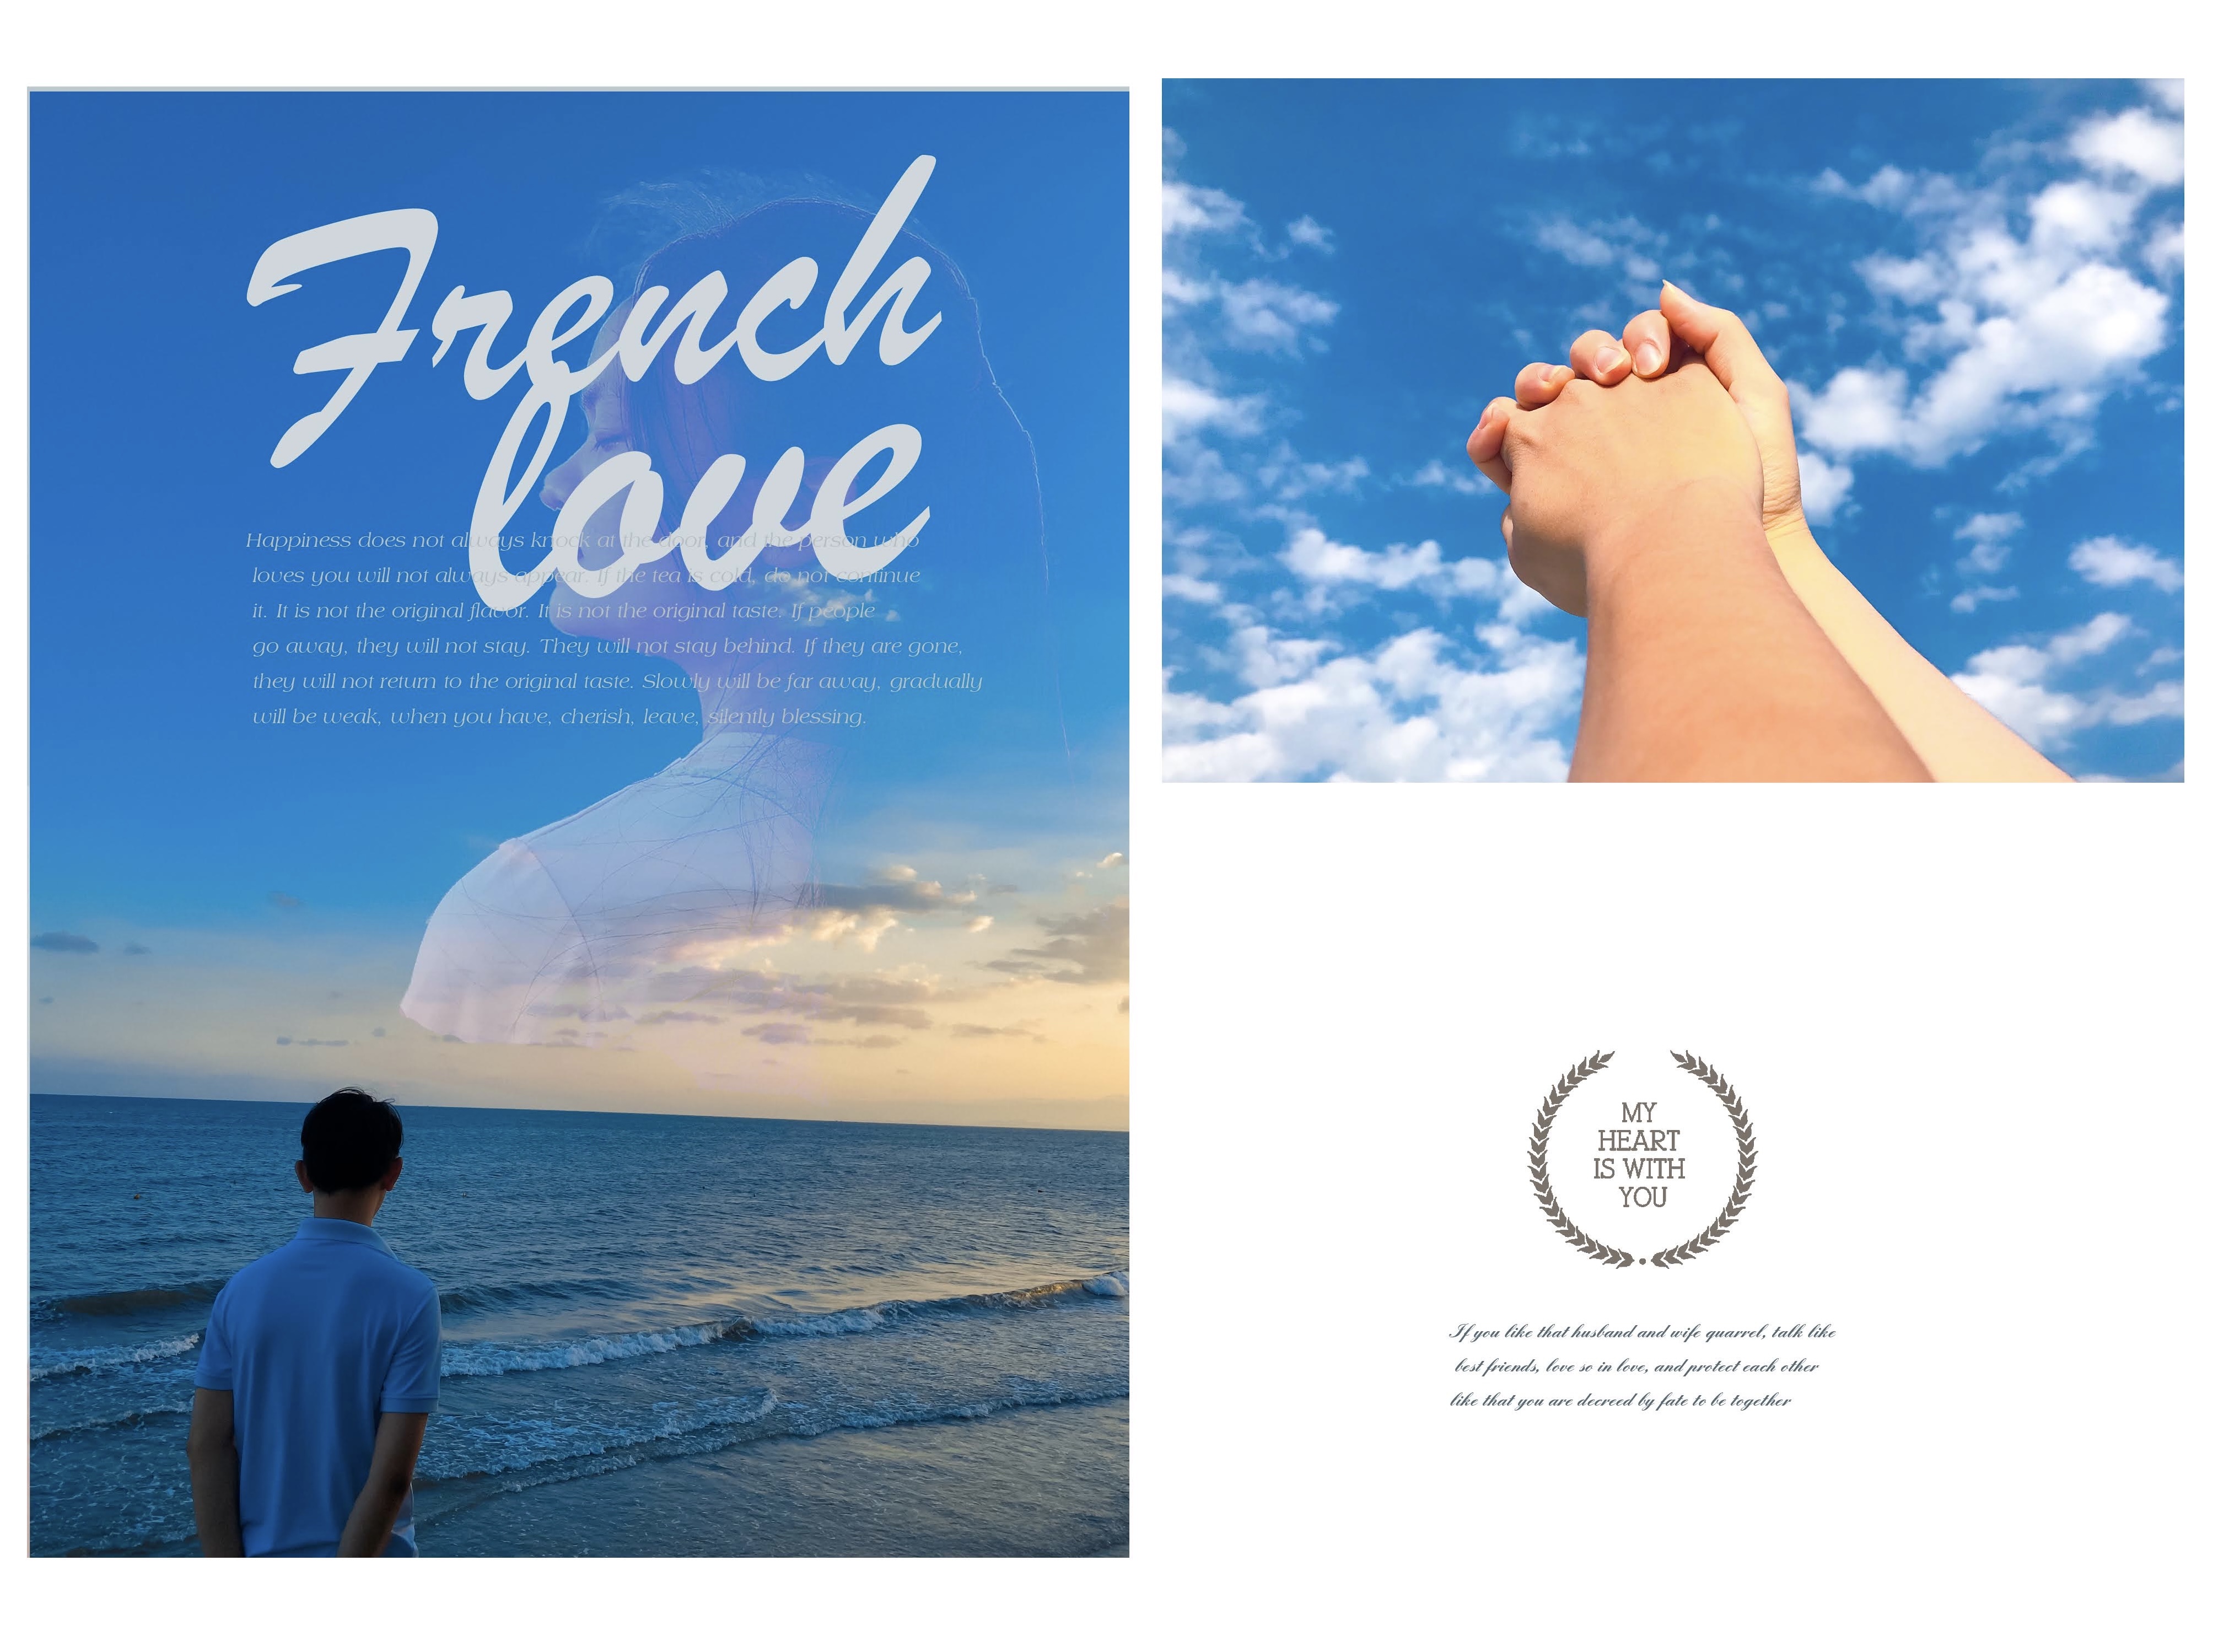 French
love
Happiness does not always knock at the door, and the person who
loves you will not always appear. If the tea is cold, do not continue
it. It is not the original flavor. It is not the original taste. If people
go away, they will not stay. They will not stay behind. If they are gone,
they will not return to the original taste. Slowly will be far away, gradually
will be weak, when you have, cherish, leave, silently blessing.
MY
HEART
IS WITH
YOU
If you like that husband and wife quarrel, talk like
best friends, love so in love, and protect each other
like that you are decreed by fate to be together